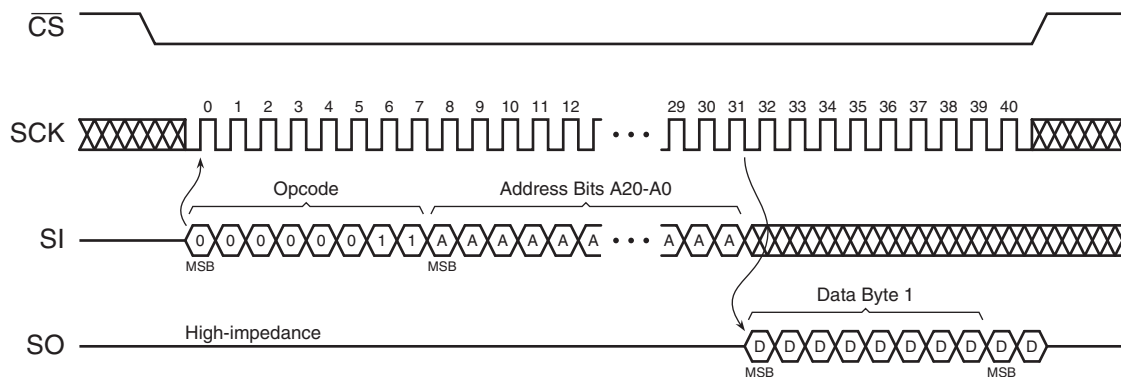 CS
0 1 2 3 4 5 6 7 8 9 10 11 12 29 30 31 32 33 34 35 36 37 38 39 40
SCK
Opcode Address Bits A20-A0
SI 0 0 0 0 0 0 1 1 A A A A A A A A A
MSB MSB
Data Byte 1
High-impedance
SO D D D D D D D D D D
MSB MSB